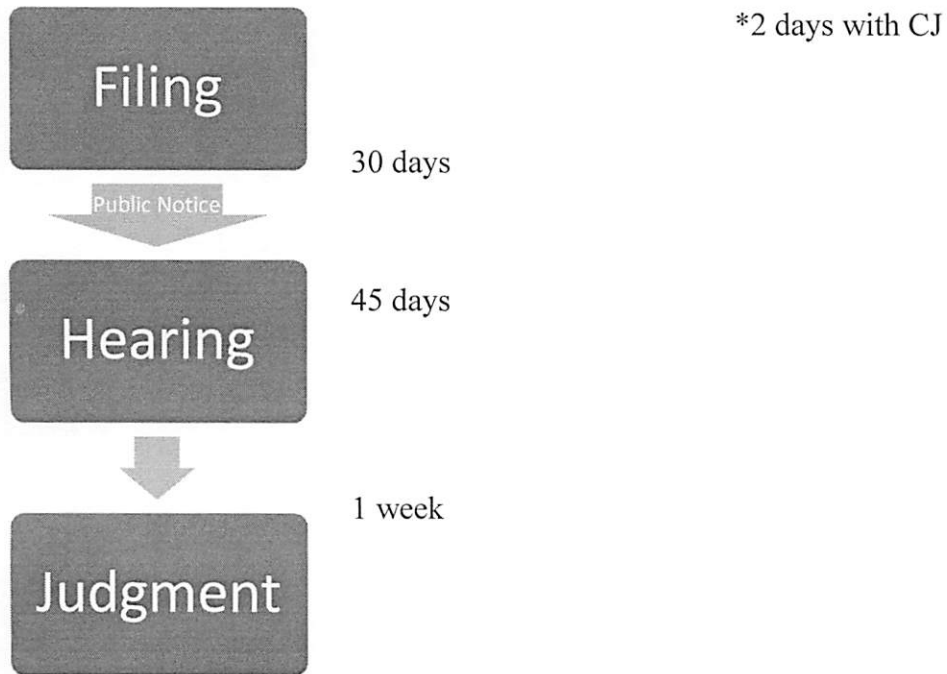 *2 days with CJ
Filing
30 days
Public Notice
45 days
Hearing
1 week
Judgment